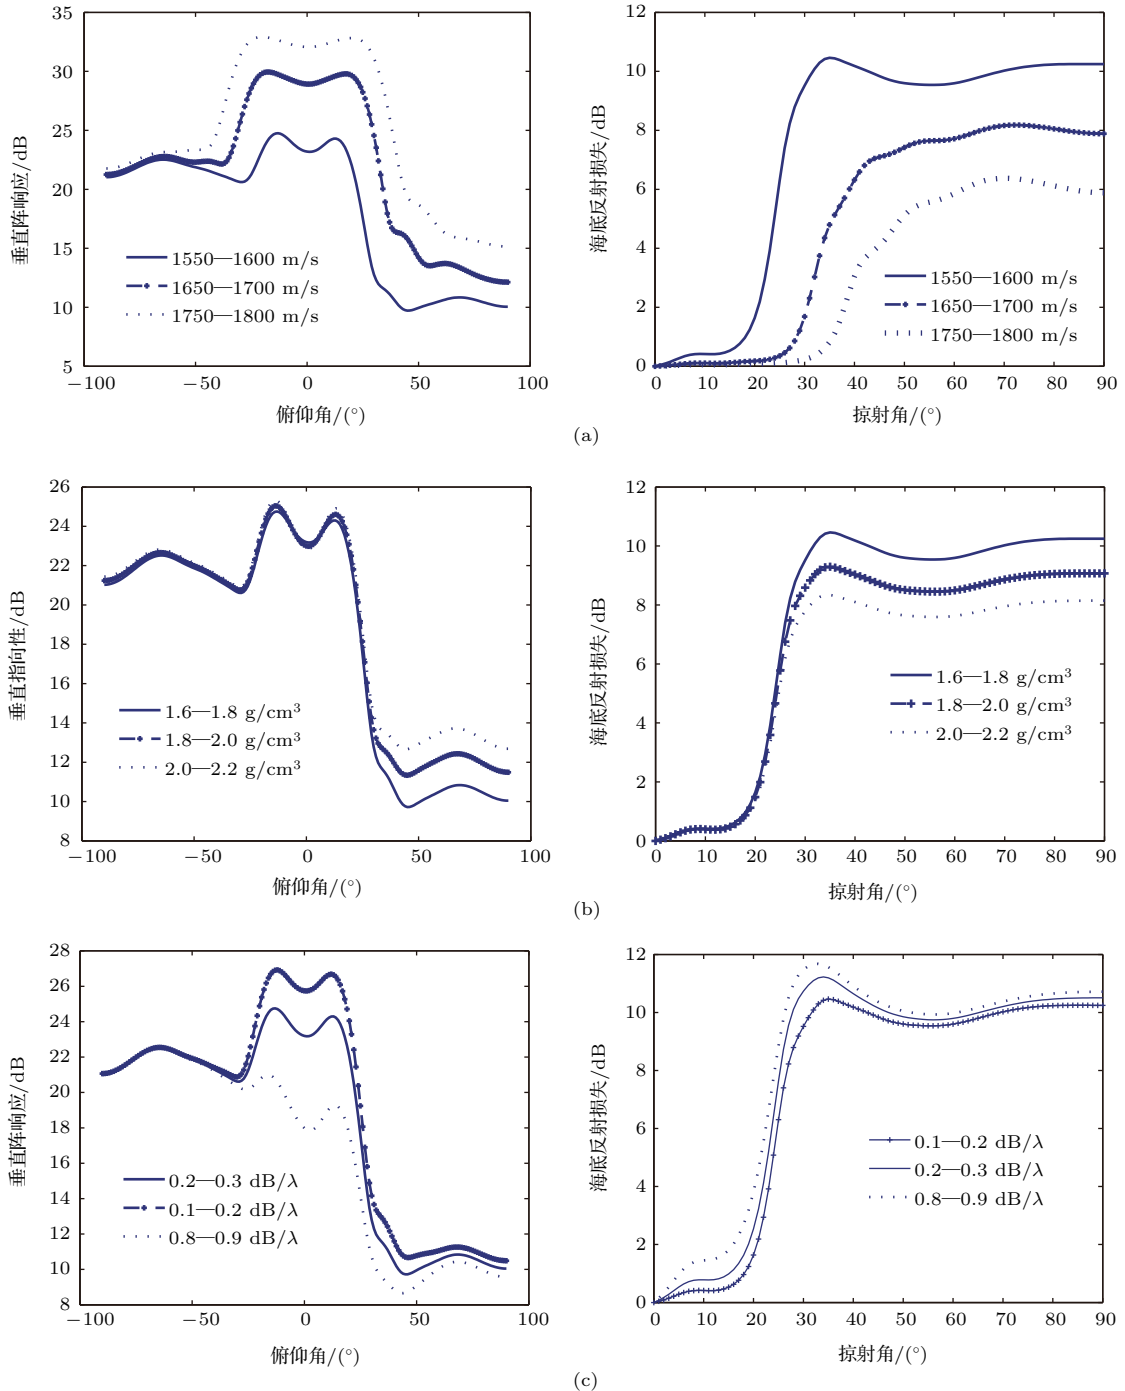 35
30
25
20
15
10
5
−100
−50
0
50
100
垂直阵响应/dB
俯仰角/(°)
1550—1600 m/s
1650—1700 m/s
1750—1800 m/s
12
10
8
6
4
2
0
0
10
20
30
40
50
60
70
80
90
海底反射损失/dB
掠射角/(°)
1550—1600 m/s
1650—1700 m/s
1750—1800 m/s
(a)
26
24
22
20
18
16
14
12
10
8
−100
−50
0
50
100
垂直指向性/dB
俯仰角/(°)
1.6—1.8 g/cm³
1.8—2.0 g/cm³
2.0—2.2 g/cm³
12
10
8
6
4
2
0
0
10
20
30
40
50
60
70
80
90
海底反射损失/dB
掠射角/(°)
1.6—1.8 g/cm³
1.8—2.0 g/cm³
2.0—2.2 g/cm³
(b)
28
26
24
22
20
18
16
14
12
10
8
−100
−50
0
50
100
垂直阵响应/dB
俯仰角/(°)
0.2—0.3 dB/λ
0.1—0.2 dB/λ
0.8—0.9 dB/λ
12
10
8
6
4
2
0
0
10
20
30
40
50
60
70
80
90
海底反射损失/dB
掠射角/(°)
0.1—0.2 dB/λ
0.2—0.3 dB/λ
0.8—0.9 dB/λ
(c)